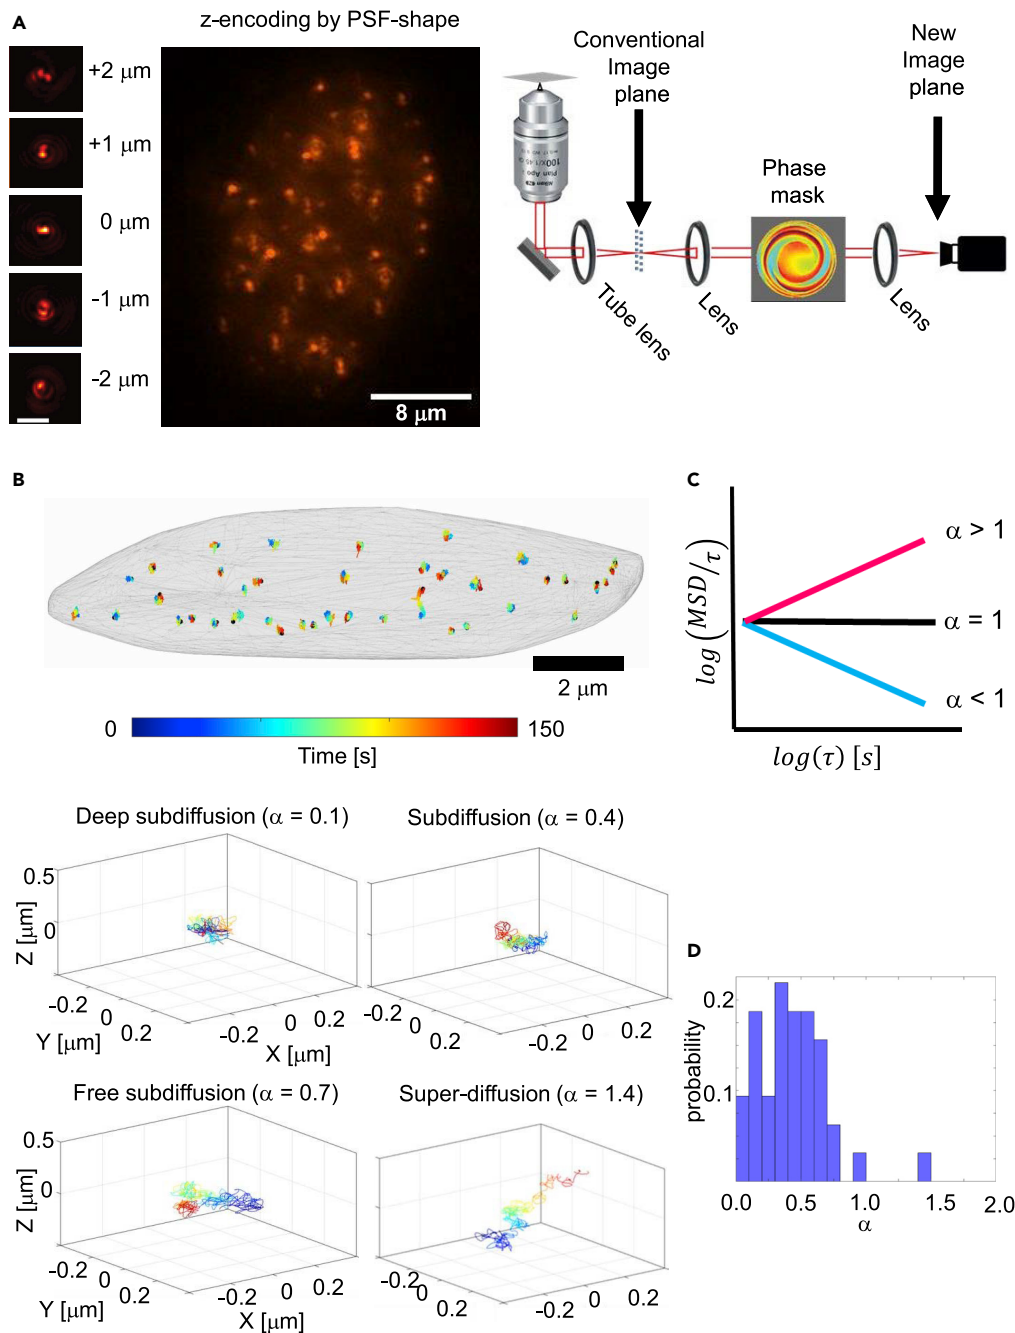 A
z-encoding by PSF-shape
+2 μm
+1 μm
0 μm
-1 μm
-2 μm
8 μm
Conventional
Image
plane
New
Image
plane
Phase
mask
100X/1.45
Plan Apo
Nikon
Tube lens
Lens
Lens
B
2 μm
0
150
Time [s]
C
log(MSD/τ)
α > 1
α = 1
α < 1
log(τ) [s]
Deep subdiffusion (α = 0.1)
Subdiffusion (α = 0.4)
Z [μm]
0.5
0
-0.2
0
0.2
Y [μm]
-0.2
0
0.2
X [μm]
-0.2
0
0.2
-0.2
0
0.2
Free subdiffusion (α = 0.7)
Super-diffusion (α = 1.4)
Z [μm]
0.5
0
-0.2
0
0.2
Y [μm]
-0.2
0
0.2
X [μm]
-0.2
0
0.2
-0.2
0
0.2
D
probability
0.2
0.1
0.0
0.5
1.0
1.5
2.0
α